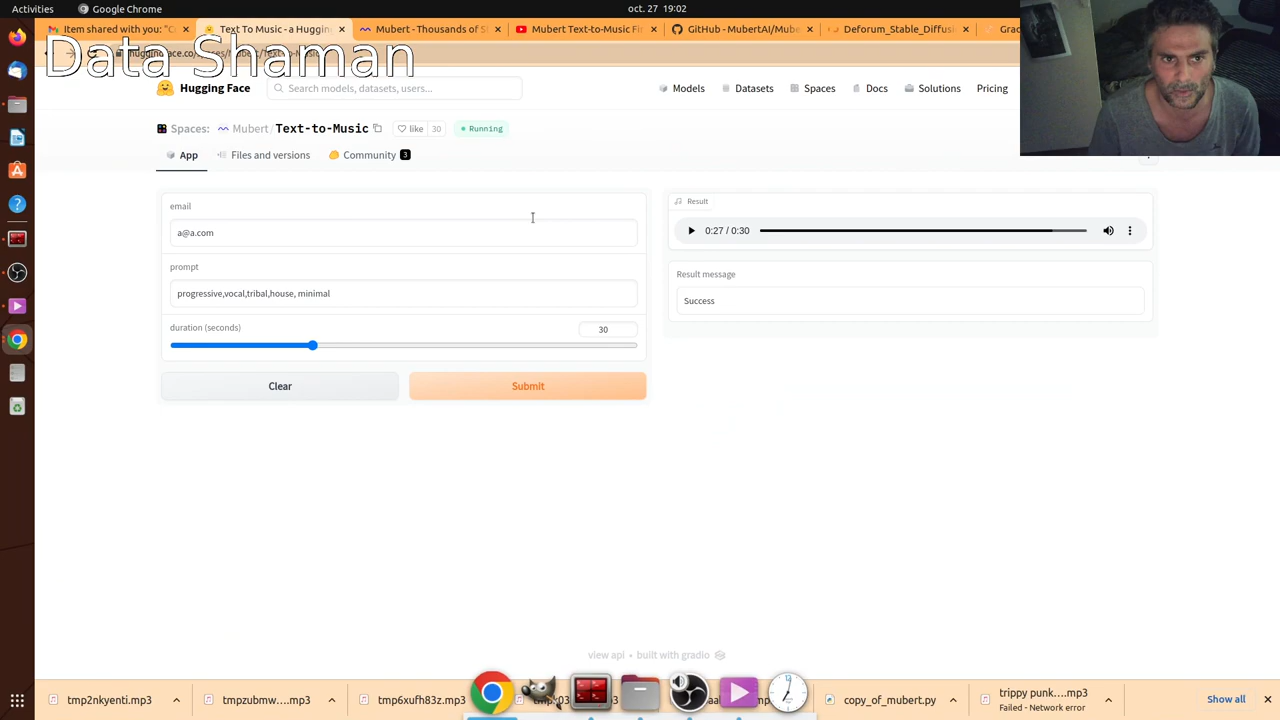 Activities
Google Chrome
oct. 27 19:02
Item shared with you: "C
Text To Music - a Hugging
Mubert - Thousands of S
Mubert Text-to-Music
GitHub - MubertAI/Mube
Deforum_Stable_Diffus
Data Shaman
Hugging Face
Search models, datasets, users...
Models
Datasets
Spaces
Docs
Solutions
Pricing
Spaces:
Mubert/Text-to-Music
like
30
Running
App
Files and versions
Community
3
email
a@a.com
prompt
progressive,vocal,tribal,house, minimal
duration (seconds)
30
Clear
Submit
Result
0:27 / 0:30
Result message
Success
view api • built with gradio
tmp2nkyenti.mp3
tmpzubmw....mp3
tmp6xufh83z.mp3
copy_of_mubert.py
trippy punk....mp3
Failed - Network error
Show all